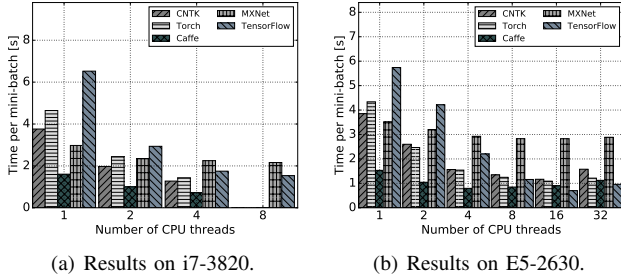 CNTK
Torch
Caffe
MXNet
TensorFlow
Time per mini-batch [s]
8
6
4
2
0
1 2 4 8
Number of CPU threads
(a) Results on i7-3820.
CNTK
Torch
Caffe
MXNet
TensorFlow
Time per mini-batch [s]
8
7
6
5
4
3
2
1
0
1 2 4 8 16 32
Number of CPU threads
(b) Results on E5-2630.